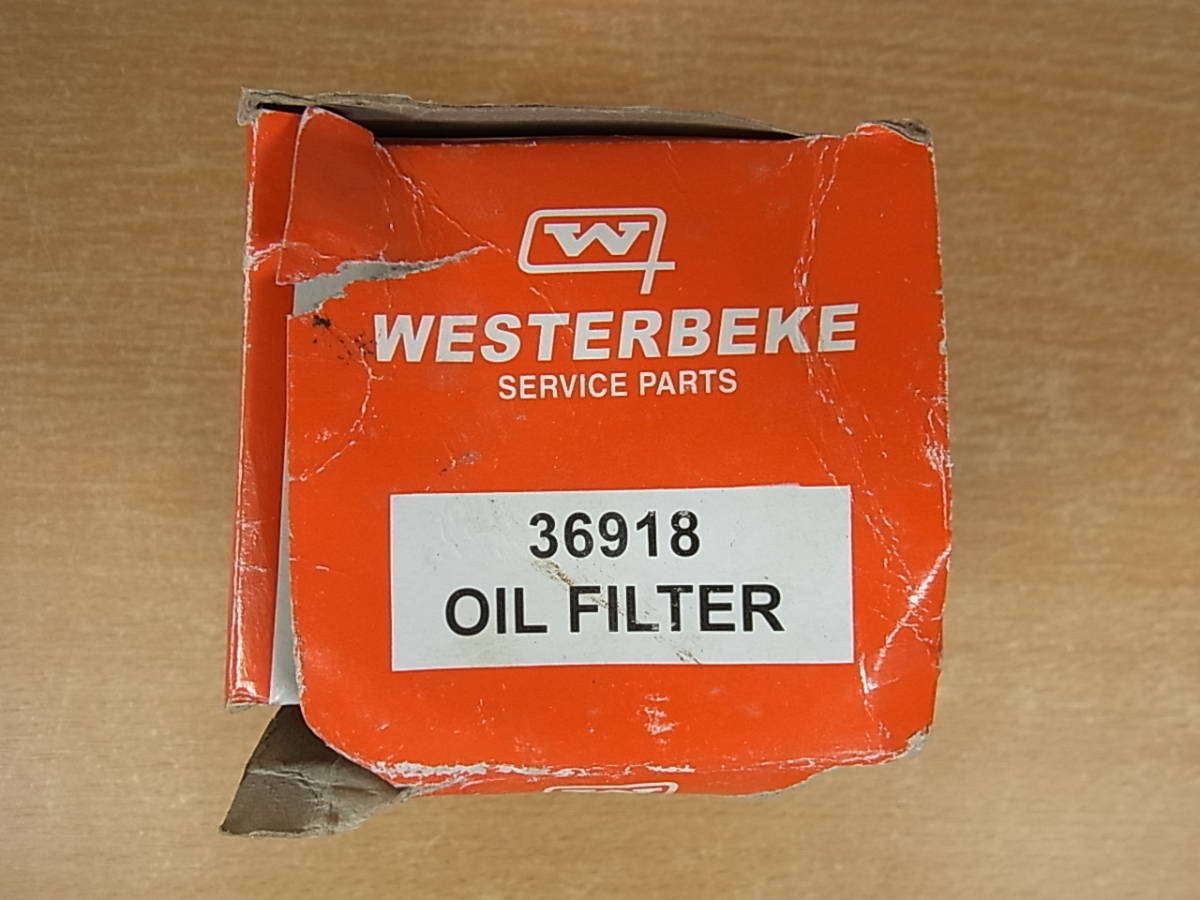 W
WESTERBEKE
SERVICE PARTS
36918
OIL FILTER